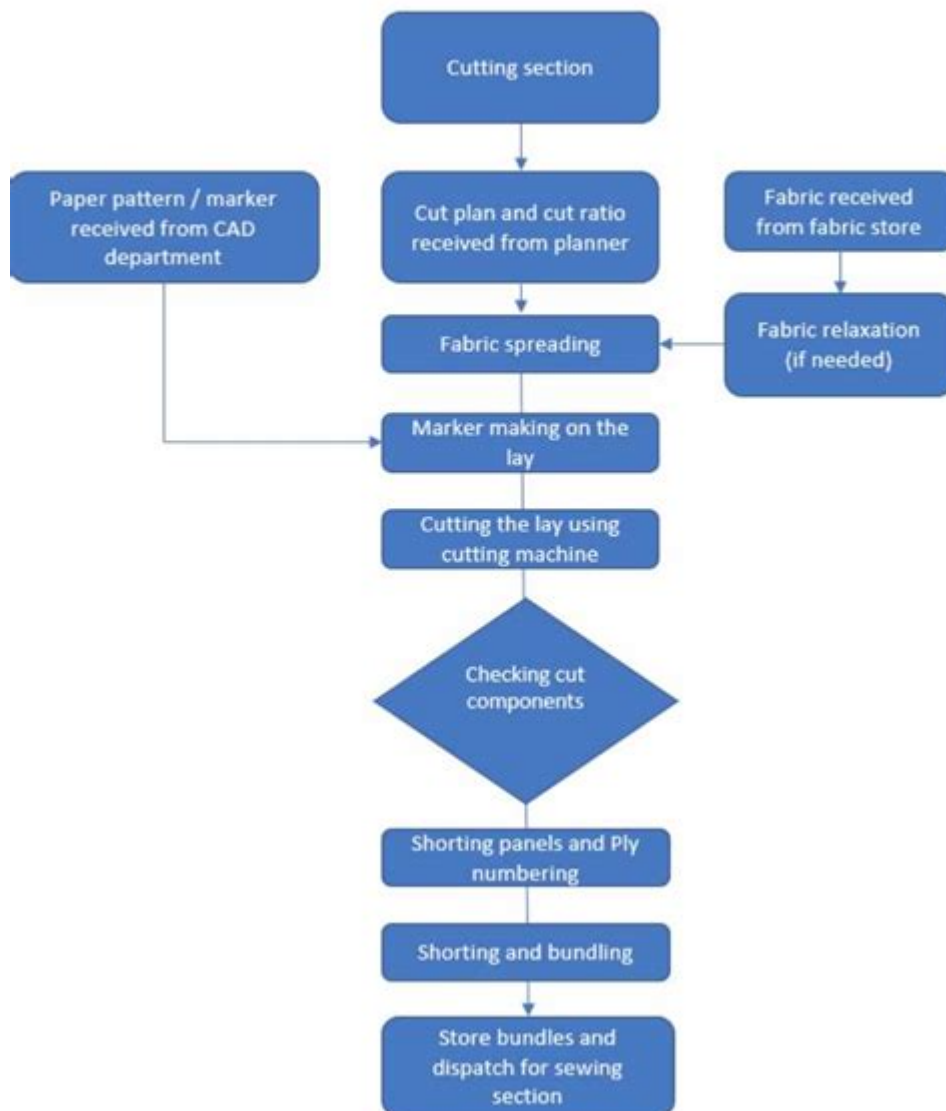 Cutting section
Paper pattern / marker
received from CAD
department
Cut plan and cut ratio
received from planner
Fabric received
from fabric store
Fabric spreading
Fabric relaxation
(if needed)
Marker making on the
lay
Cutting the lay using
cutting machine
Checking cut
components
Shorting panels and Ply
numbering
Shorting and bundling
Store bundles and
dispatch for sewing
section